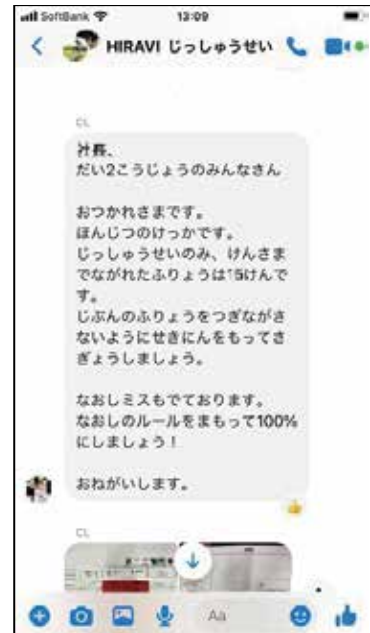 SoftBank
13:09
HIRAVI じっしゅうせい
CL
社長、
だい2こうじょうのみんなさん
おつかれさまです。
ほんじつのけっかです。
じっしゅうせいのみ、けんさま
でながれたふりょうは15けんで
す。
じぶんのふりょうをつぎながさ
ないようにせきにんをもってさ
ぎょうしましょう。
なおしミスもでております。
なおしのルールをまもって100%
にしましょう！
おねがいします。
CL
Aa